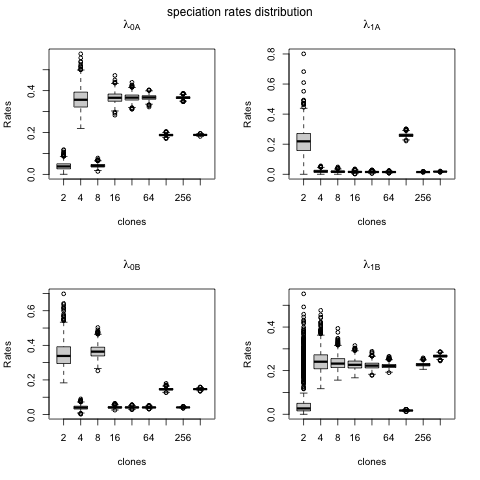 speciation rates distribution
λ0A
Rates
0.0 0.2 0.4
2 4 8 16 64 256
clones
λ1A
Rates
0.0 0.2 0.4 0.6 0.8
2 4 8 16 64 256
clones
λ0B
Rates
0.0 0.2 0.4 0.6
2 4 8 16 64 256
clones
λ1B
Rates
0.0 0.2 0.4
2 4 8 16 64 256
clones